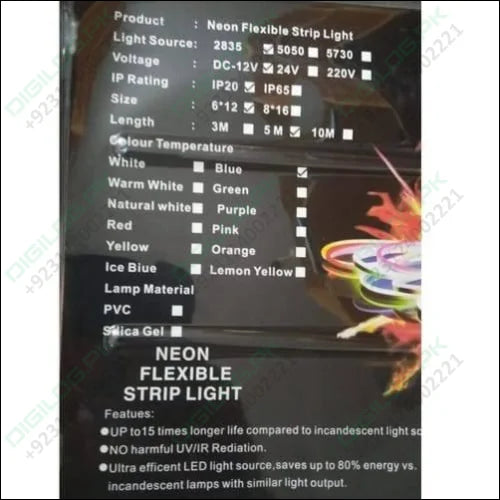 Product : Neon Flexible Strip Light
Light Source: 2835 ☑ 5050 ☐ 5730 ☐
Voltage : DC-12V ☑ 24V ☐ 220V ☐
IP Rating : IP20 ☑ IP65 ☐
Size : 6*12 ☑ 8*16 ☐
Length : 3M ☐ 5M ☑ 10M ☐
Colour Temperature
White ☐ Blue ☑
Warm White ☐ Green ☐
Natural white ☐ Purple ☐
Red ☐ Pink ☐
Yellow ☑ Orange ☐
Ice Blue ☐ Lemon Yellow ☐
Lamp Material
PVC ☐
Silica Gel ☐
NEON
FLEXIBLE
STRIP LIGHT
Featues:
●UP to15 times longer life compared to incandescent light so
●NO harmful UV/IR Rediation.
●Ultra efficent LED light source,saves up to 80% energy vs.
incandescent lamps with similar light output.
DIGILOG.PK